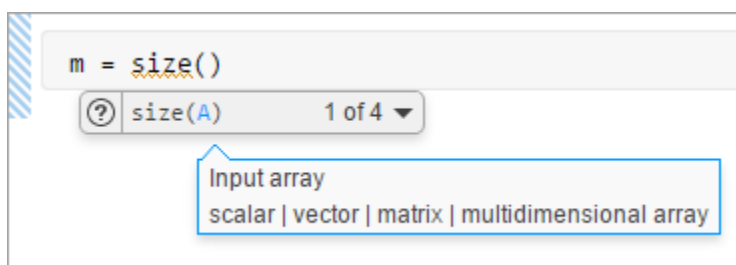 m = size()
? size(A) 1 of 4
Input array
scalar | vector | matrix | multidimensional array